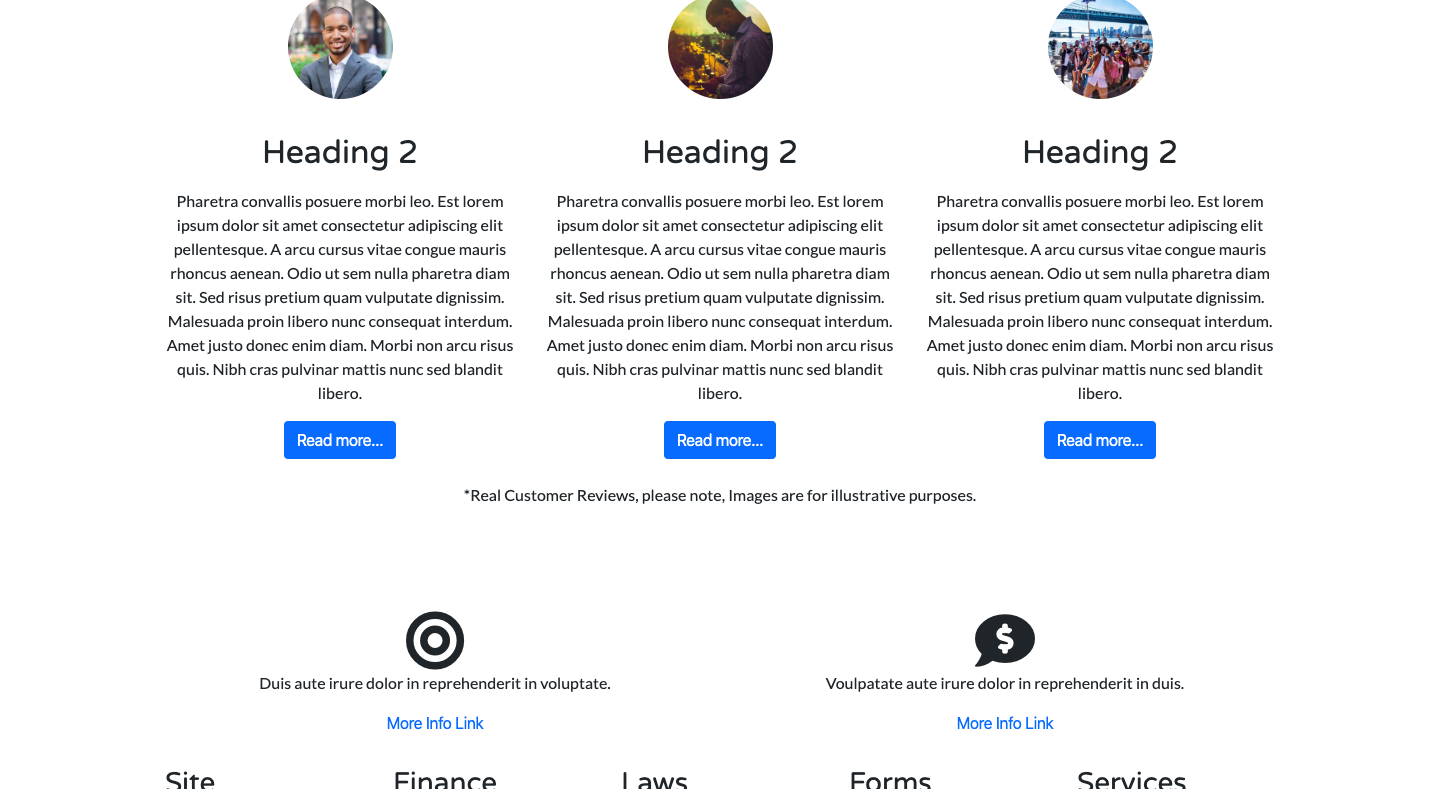 Heading 2
Pharetra convallis posuere morbi leo. Est lorem
ipsum dolor sit amet consectetur adipiscing elit
pellentesque. A arcu cursus vitae congue mauris
rhoncus aenean. Odio ut sem nulla pharetra diam
sit. Sed risus pretium quam vulputate dignissim.
Malesuada proin libero nunc consequat interdum.
Amet justo donec enim diam. Morbi non arcu risus
quis. Nibh cras pulvinar mattis nunc sed blandit
libero.
Read more...
Heading 2
Pharetra convallis posuere morbi leo. Est lorem
ipsum dolor sit amet consectetur adipiscing elit
pellentesque. A arcu cursus vitae congue mauris
rhoncus aenean. Odio ut sem nulla pharetra diam
sit. Sed risus pretium quam vulputate dignissim.
Malesuada proin libero nunc consequat interdum.
Amet justo donec enim diam. Morbi non arcu risus
quis. Nibh cras pulvinar mattis nunc sed blandit
libero.
Read more...
Heading 2
Pharetra convallis posuere morbi leo. Est lorem
ipsum dolor sit amet consectetur adipiscing elit
pellentesque. A arcu cursus vitae congue mauris
rhoncus aenean. Odio ut sem nulla pharetra diam
sit. Sed risus pretium quam vulputate dignissim.
Malesuada proin libero nunc consequat interdum.
Amet justo donec enim diam. Morbi non arcu risus
quis. Nibh cras pulvinar mattis nunc sed blandit
libero.
Read more...
*Real Customer Reviews, please note, Images are for illustrative purposes.
Duis aute irure dolor in reprehenderit in voluptate.
More Info Link
Voulpatate aute irure dolor in reprehenderit in duis.
More Info Link
Site
Finance
Laws
Forms
Services